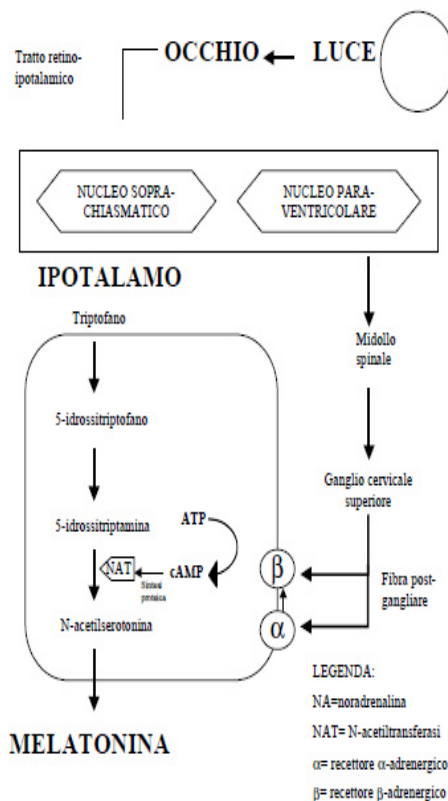 Tratto retino-
ipotalamico
OCCHIO
LUCE
NUCLEO SOPRA-
CHIASMATICO
NUCLEO PARA-
VENTRICOLARE
IPOTALAMO
Triptofano
Midollo
spinale
5-idrossitriptofano
Ganglio cervicale
superiore
5-idrossitriptamina
ATP
NAT
cAMP
Sintesi
proteica
β
Fibra post-
gangliare
N-acetilserotonina
α
MELATONINA
LEGENDA:
NA=noradrenalina
NAT= N-acetiltransferasi
α= recettore α-adrenergico
β= recettore β-adrenergico